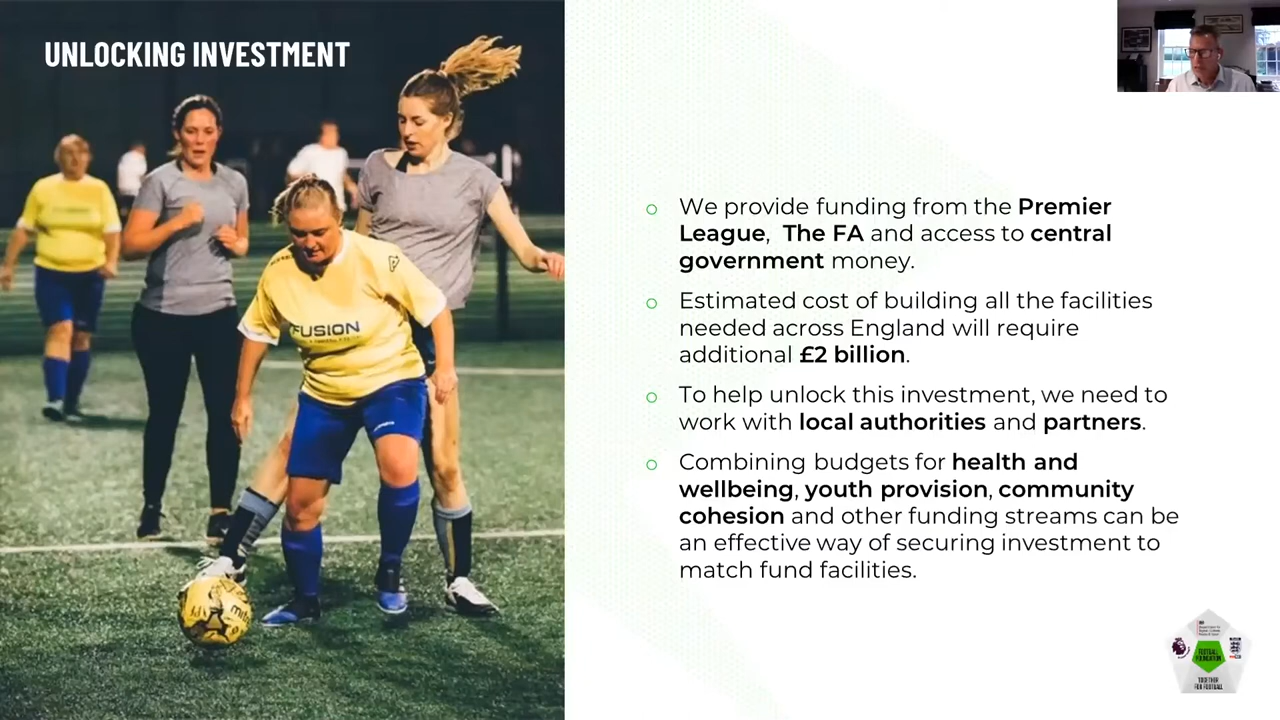 UNLOCKING INVESTMENT
We provide funding from the Premier
League,  The FA and access to central
government money.
Estimated cost of building all the facilities
needed across England will require
additional £2 billion.
To help unlock this investment, we need to
work with local authorities and partners.
Combining budgets for health and
wellbeing, youth provision, community
cohesion and other funding streams can be
an effective way of securing investment to
match fund facilities.
FUSION
mitre
FOOTBALL
FOUNDATION
TOGETHER
FOR FOOTBALL